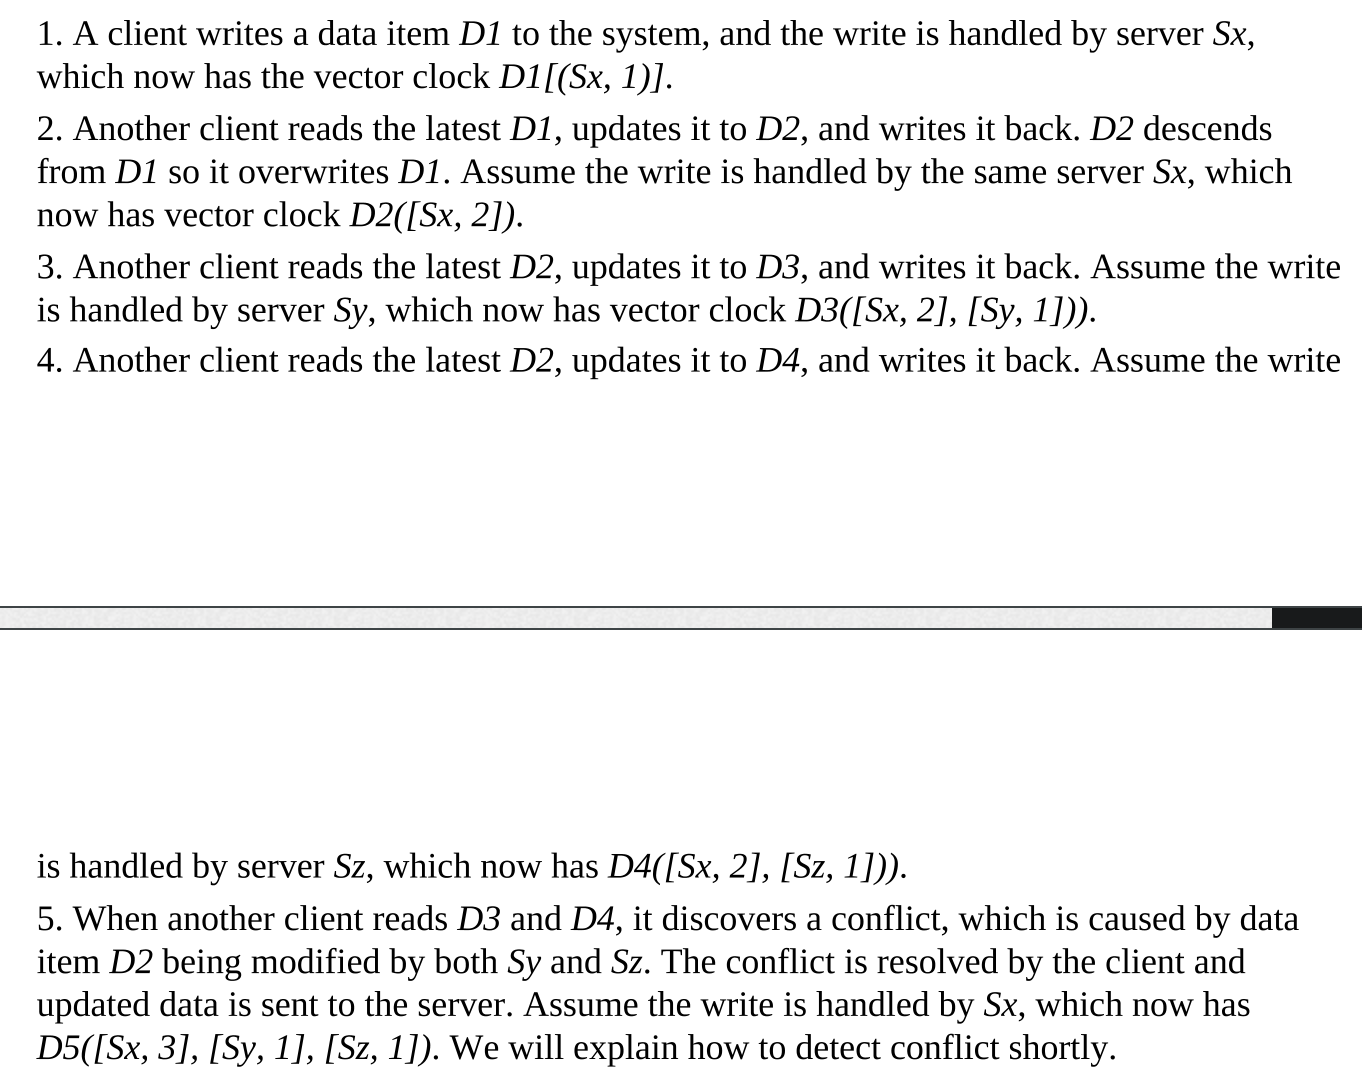 1. A client writes a data item D1 to the system, and the write is handled by server Sx,
which now has the vector clock D1[(Sx, 1)].
2. Another client reads the latest D1, updates it to D2, and writes it back. D2 descends
from D1 so it overwrites D1. Assume the write is handled by the same server Sx, which
now has vector clock D2([Sx, 2]).
3. Another client reads the latest D2, updates it to D3, and writes it back. Assume the write
is handled by server Sy, which now has vector clock D3([Sx, 2], [Sy, 1])).
4. Another client reads the latest D2, updates it to D4, and writes it back. Assume the write
is handled by server Sz, which now has D4([Sx, 2], [Sz, 1])).
5. When another client reads D3 and D4, it discovers a conflict, which is caused by data
item D2 being modified by both Sy and Sz. The conflict is resolved by the client and
updated data is sent to the server. Assume the write is handled by Sx, which now has
D5([Sx, 3], [Sy, 1], [Sz, 1]). We will explain how to detect conflict shortly.